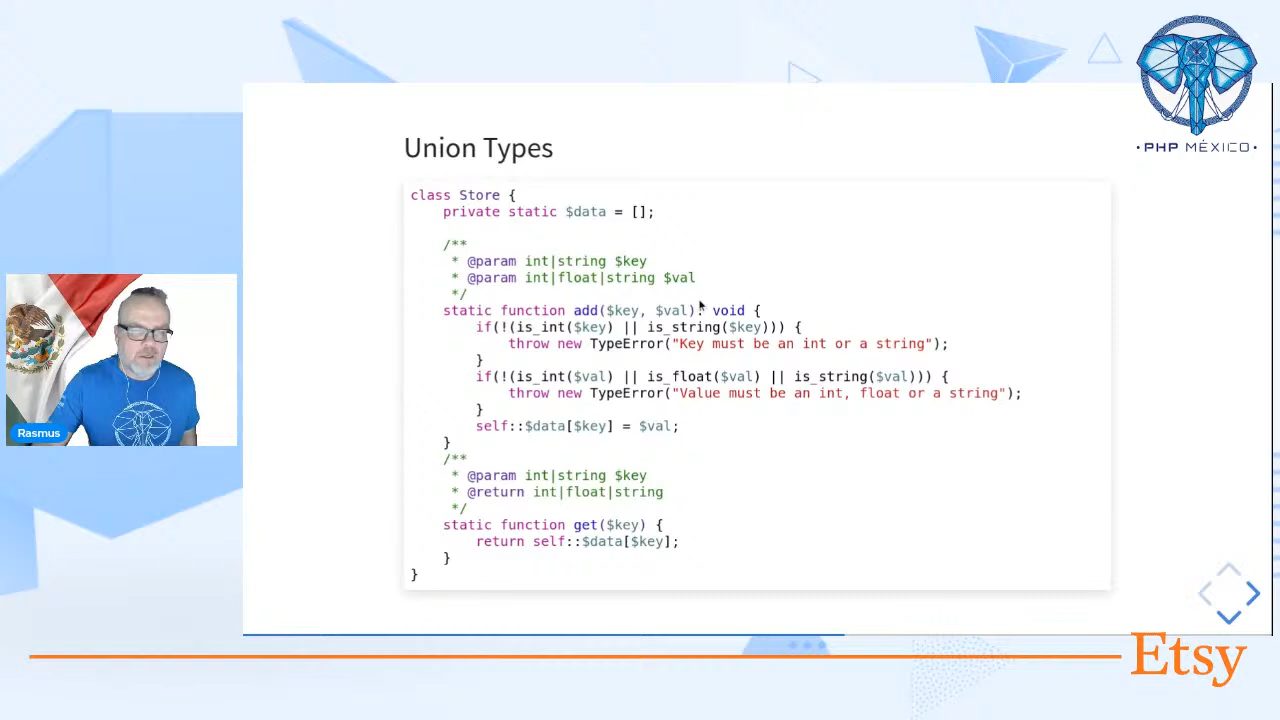 PHP MÉXICO
Union Types
class Store {
    private static $data = [];
    /**
     * @param int|string $key
     * @param int|float|string $val
     */
    static function add($key, $val): void {
        if(!(is_int($key) || is_string($key))) {
            throw new TypeError("Key must be an int or a string");
        }
        if(!(is_int($val) || is_float($val) || is_string($val))) {
            throw new TypeError("Value must be an int, float or a string");
        }
        self::$data[$key] = $val;
    }
    /**
     * @param int|string $key
     * @return int|float|string
     */
    static function get($key) {
        return self::$data[$key];
    }
}
Rasmus
Etsy